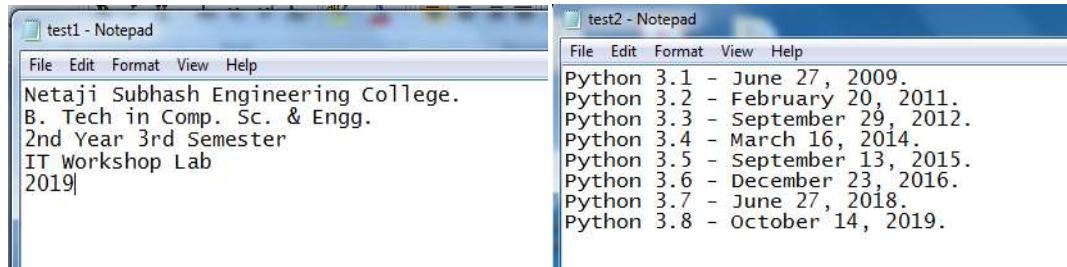 test1 - Notepad
File Edit Format View Help
Netaji Subhash Engineering College.
B. Tech in Comp. Sc. & Engg.
2nd Year 3rd Semester
IT Workshop Lab
2019
test2 - Notepad
File Edit Format View Help
Python 3.1 - June 27, 2009.
Python 3.2 - February 20, 2011.
Python 3.3 - September 29, 2012.
Python 3.4 - March 16, 2014.
Python 3.5 - September 13, 2015.
Python 3.6 - December 23, 2016.
Python 3.7 - June 27, 2018.
Python 3.8 - October 14, 2019.